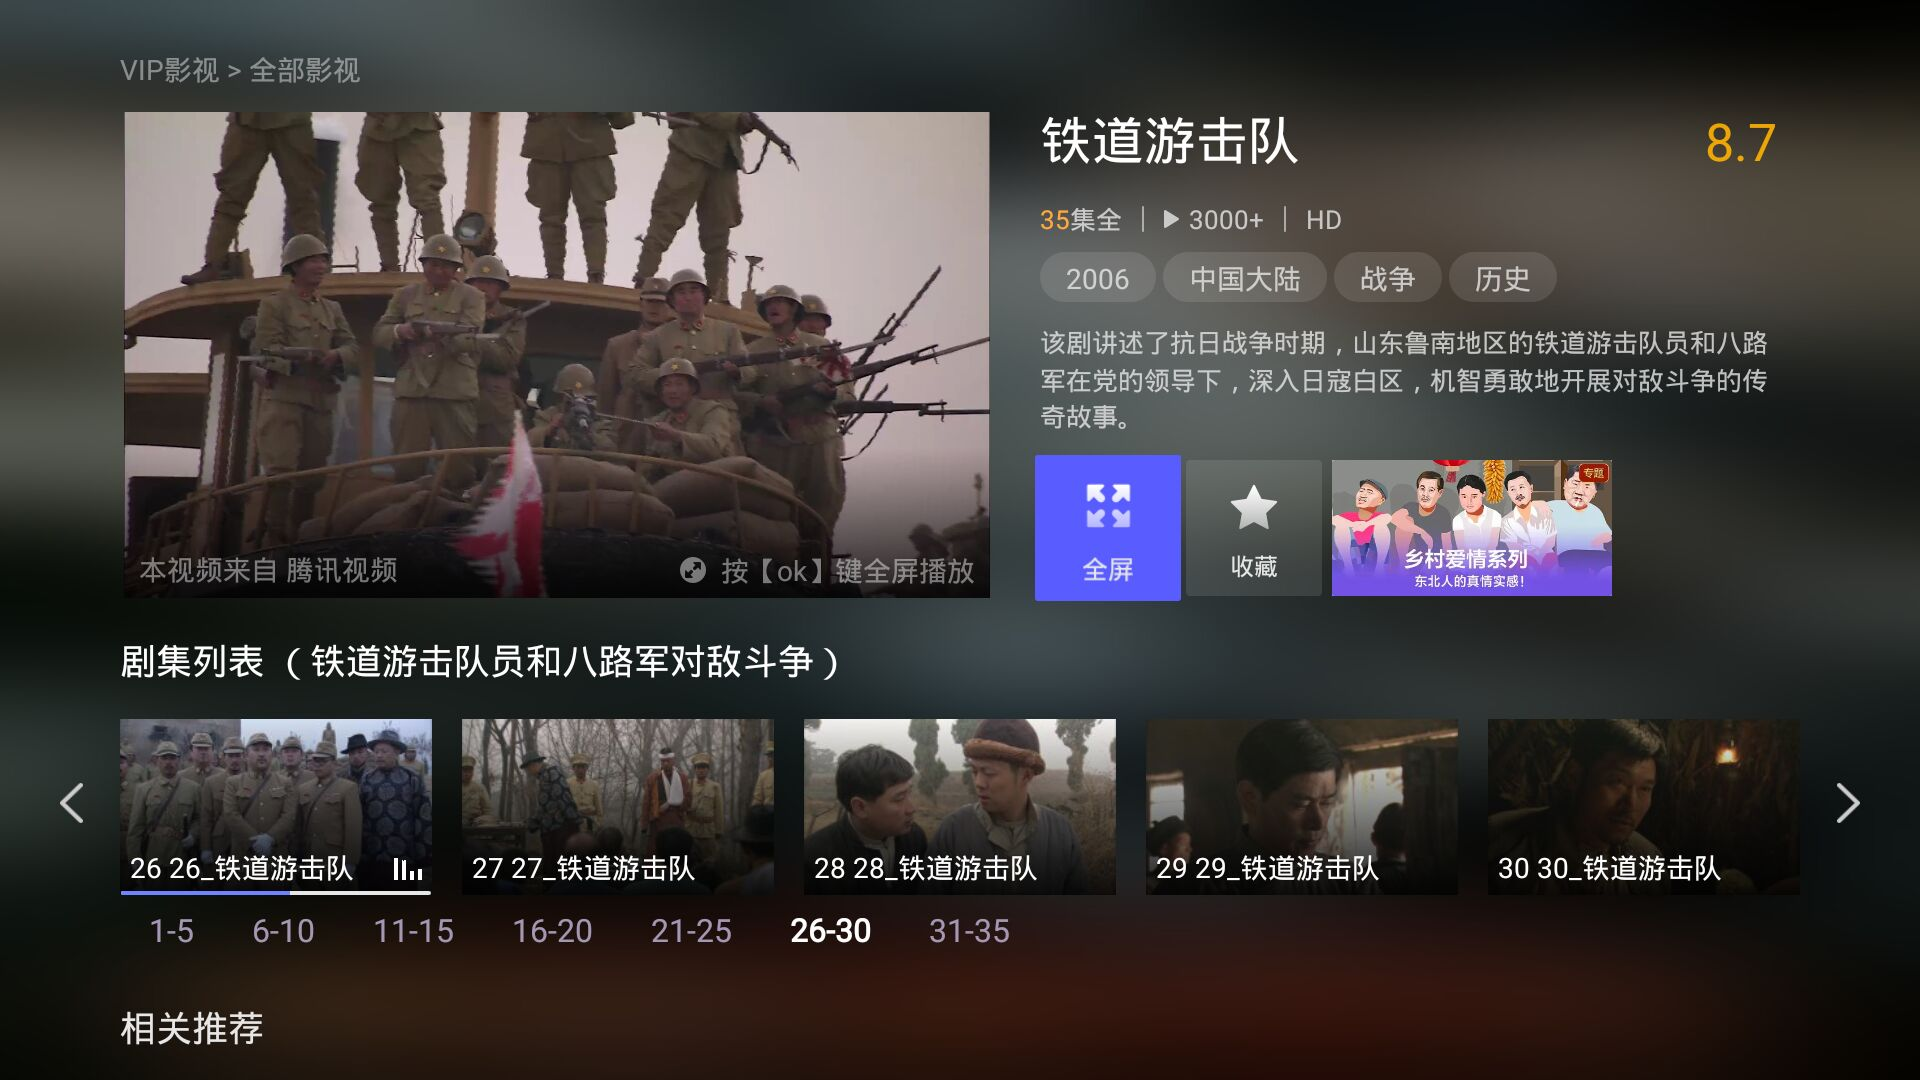 VIP影视 > 全部影视
铁道游击队
8.7
35集全 | 3000+ | HD
2006 中国大陆 战争 历史
该剧讲述了抗日战争时期，山东鲁南地区的铁道游击队员和八路
军在党的领导下，深入日寇白区，机智勇敢地开展对敌斗争的传
奇故事。
本视频来自 腾讯视频
按【ok】键全屏播放
全屏
收藏
专题
乡村爱情系列
东北人的真情实感！
剧集列表 （铁道游击队员和八路军对敌斗争）
26 26_铁道游击队
27 27_铁道游击队
28 28_铁道游击队
29 29_铁道游击队
30 30_铁道游击队
1-5 6-10 11-15 16-20 21-25 26-30 31-35
相关推荐